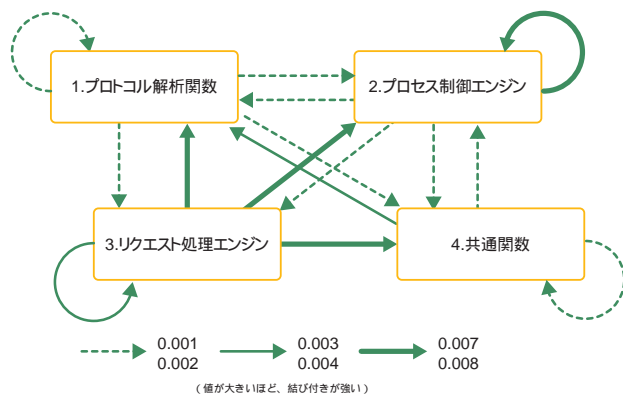 1.プロトコル解析関数
2.プロセス制御エンジン
3.リクエスト処理エンジン
4.共通関数
0.001
0.002
0.003
0.004
0.007
0.008
(値が大きいほど、結び付きが強い)